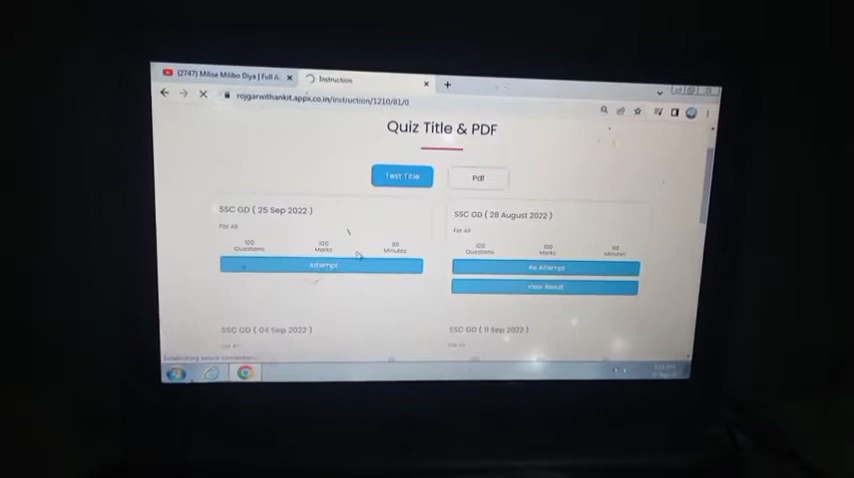 (2747) Milise Milibo Diya | Full A.
Instruction
rojgarwithankit.appx.co.in/instruction/1210/81/0
Quiz Title & PDF
Test Title
Pdf
SSC GD ( 25 Sep 2022 )
For All
100 Questions
100 Marks
90 Minutes
Attempt
SSC GD ( 28 August 2022 )
For All
100 Questions
100 Marks
90 Minutes
Re Attempt
View Result
SSC GD ( 04 Sep 2022 )
For All
SSC GD ( 11 Sep 2022 )
For All
Establishing secure connection...